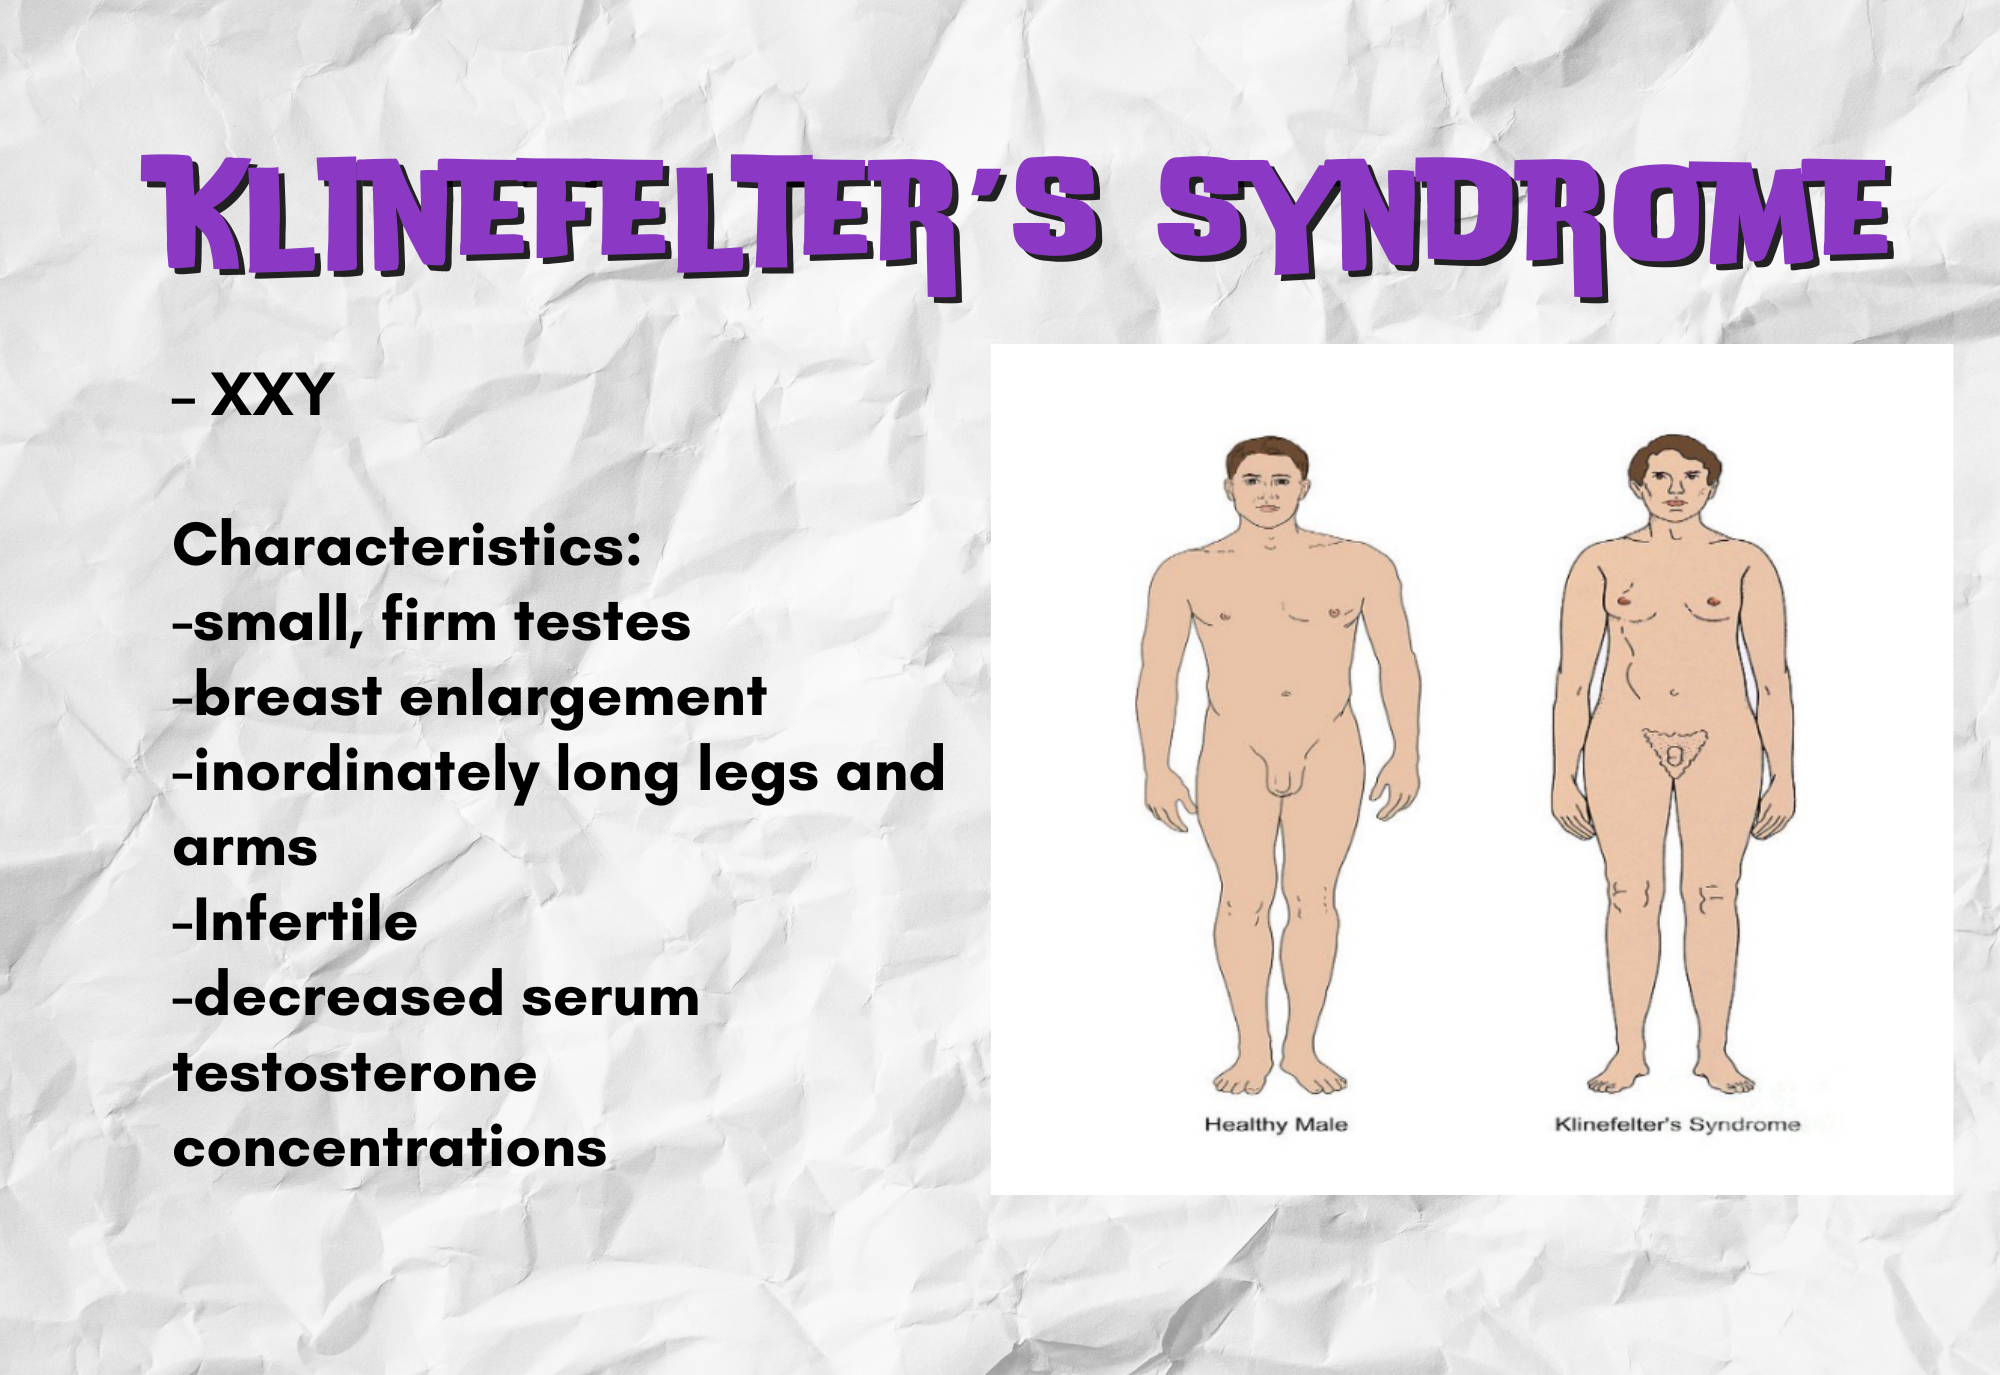 KLINEFELTER'S SYNDROME
- XXY
Characteristics:
-small, firm testes
-breast enlargement
-inordinately long legs and
arms
-Infertile
-decreased serum
testosterone
concentrations
Healthy Male
Klinefelter's Syndrome